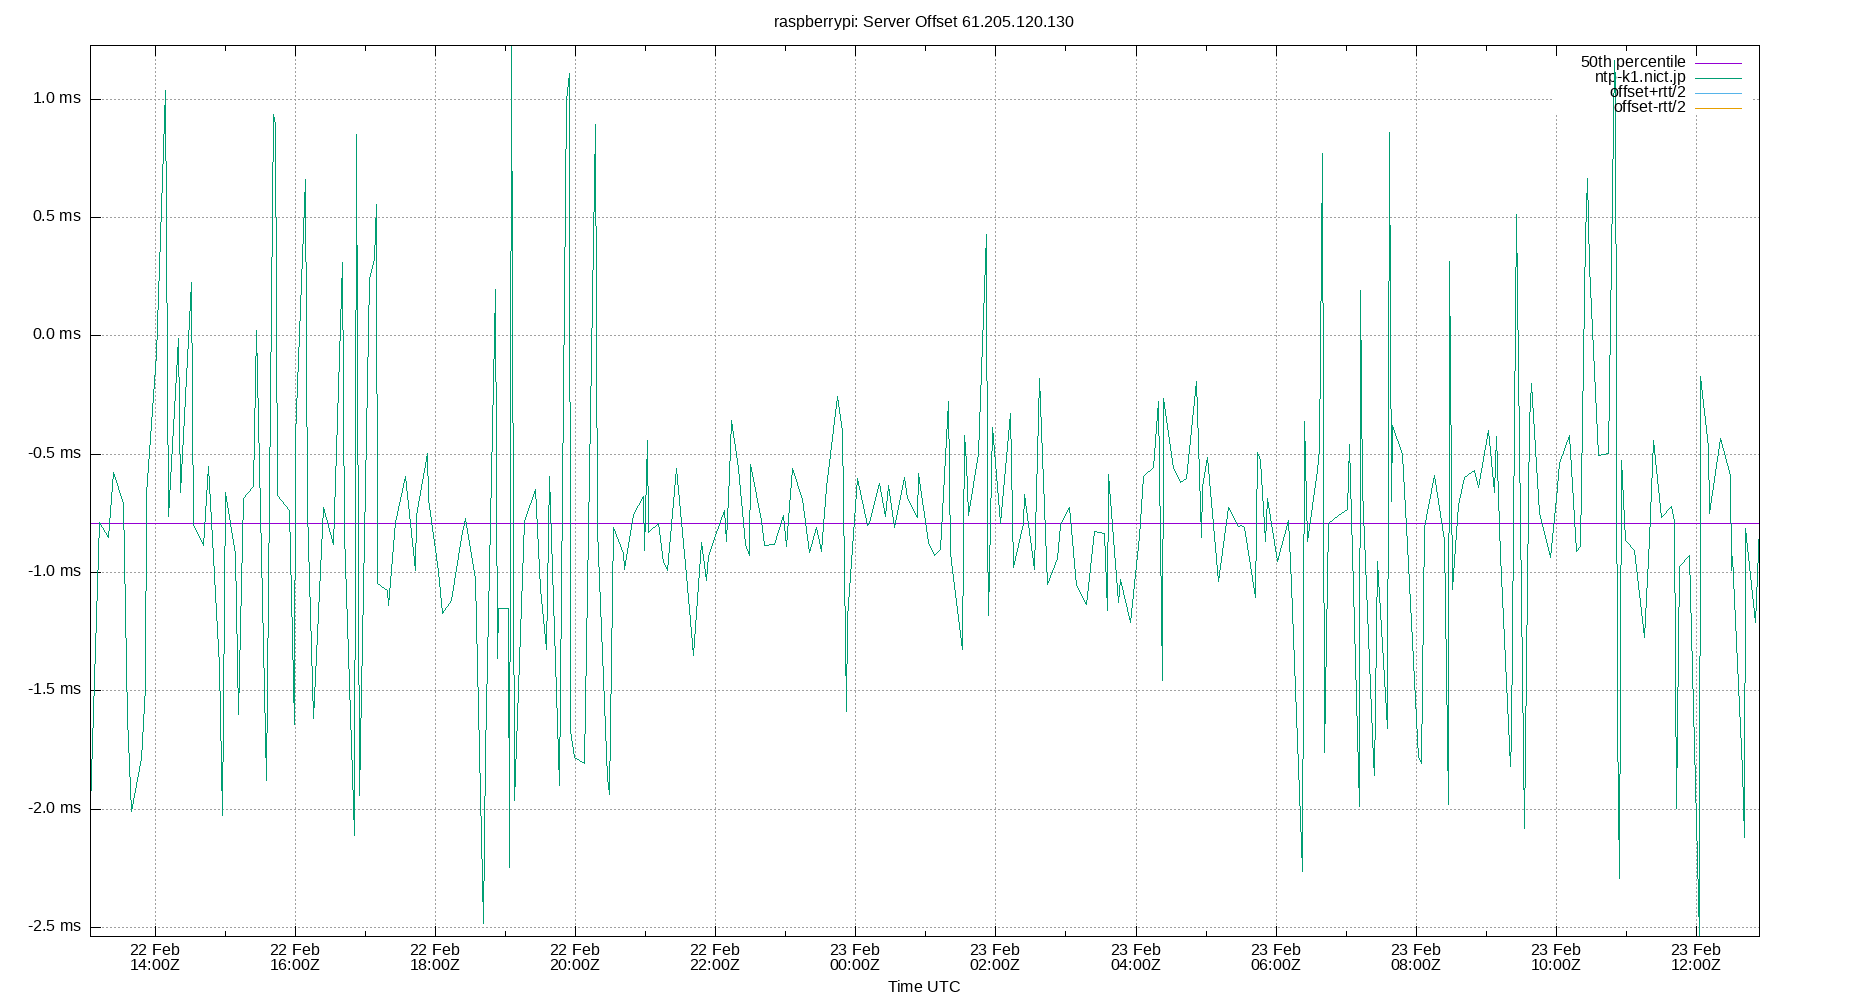 raspberrypi: Server Offset 61.205.120.130
50th percentile
ntp-k1.nict.jp
offset+rtt/2
offset-rtt/2
1.0 ms
0.5 ms
0.0 ms
-0.5 ms
-1.0 ms
-1.5 ms
-2.0 ms
-2.5 ms
22 Feb 22 Feb 22 Feb 22 Feb 22 Feb 23 Feb 23 Feb 23 Feb 23 Feb 23 Feb 23 Feb 23 Feb
14:00Z 16:00Z 18:00Z 20:00Z 22:00Z 00:00Z 02:00Z 04:00Z 06:00Z 08:00Z 10:00Z 12:00Z
Time UTC